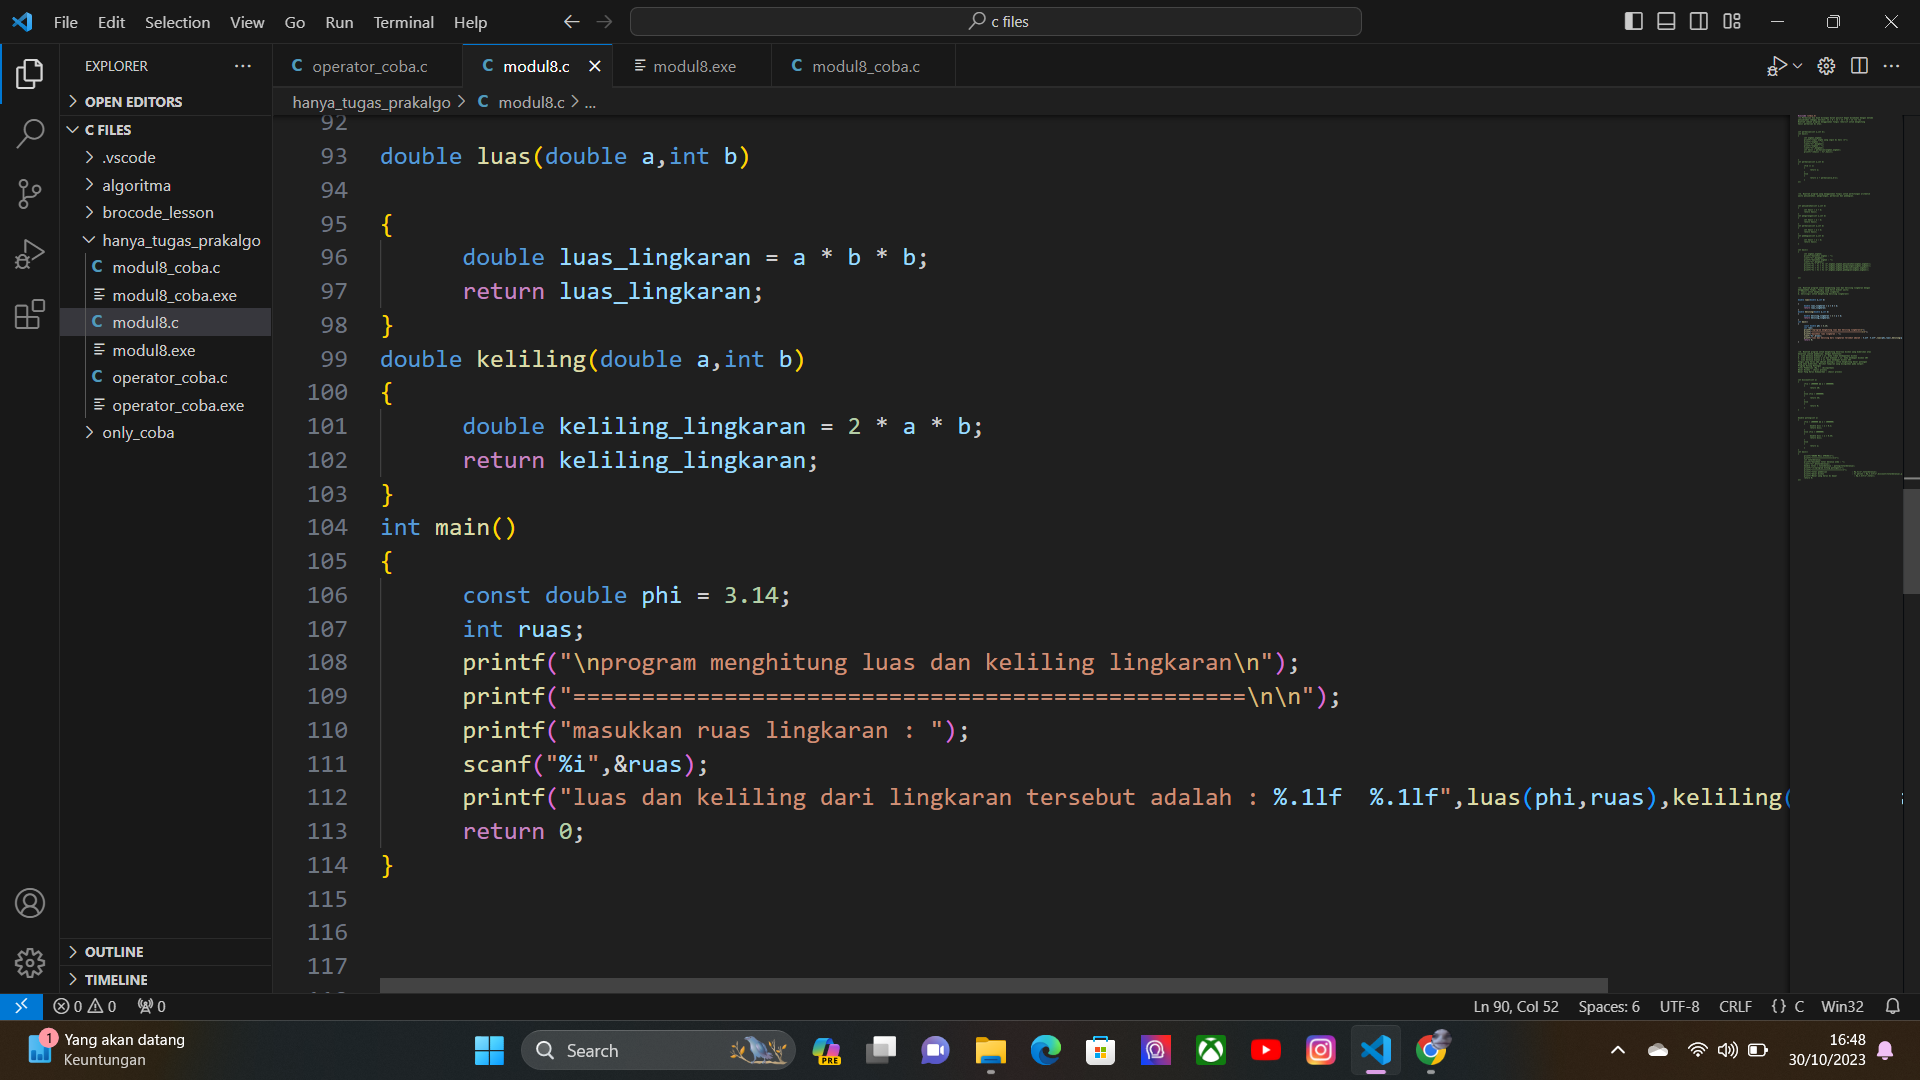 File Edit Selection View Go Run Terminal Help
c files
EXPLORER
OPEN EDITORS
C FILES
.vscode
algoritma
brocode_lesson
hanya_tugas_prakalgo
C modul8_coba.c
modul8_coba.exe
C modul8.c
modul8.exe
C operator_coba.c
operator_coba.exe
only_coba
OUTLINE
TIMELINE
C operator_coba.c C modul8.c modul8.exe C modul8_coba.c
hanya_tugas_prakalgo > C modul8.c > ...
92
93 double luas(double a,int b)
94
95 {
96 double luas_lingkaran = a * b * b;
97 return luas_lingkaran;
98 }
99 double keliling(double a,int b)
100 {
101 double keliling_lingkaran = 2 * a * b;
102 return keliling_lingkaran;
103 }
104 int main()
105 {
106 const double phi = 3.14;
107 int ruas;
108 printf("\nprogram menghitung luas dan keliling lingkaran\n");
109 printf("=================================================\n\n");
110 printf("masukkan ruas lingkaran : ");
111 scanf("%i",&ruas);
112 printf("luas dan keliling dari lingkaran tersebut adalah : %.1lf  %.1lf",luas(phi,ruas),keliling(
113 return 0;
114 }
115
116
117
0 0 0
Ln 90, Col 52 Spaces: 6 UTF-8 CRLF {} C Win32
1
Yang akan datang
Keuntungan
Search
PRE
16:48
30/10/2023